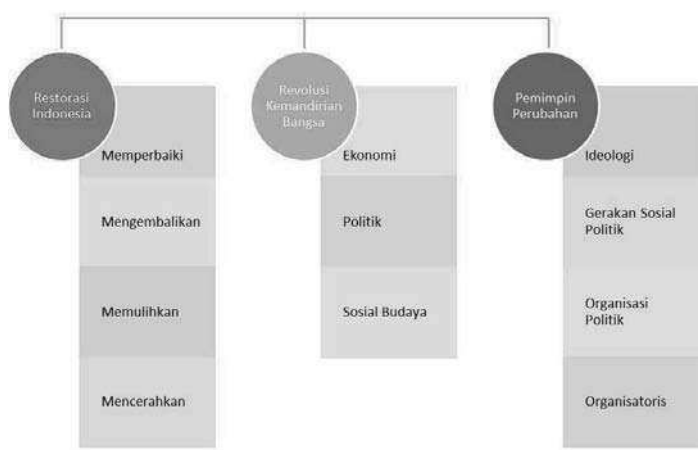 Restorasi
Indonesia
Memperbaiki
Mengembalikan
Memulihkan
Mencerahkan
Revolusi
Kemandirian
Bangsa
Ekonomi
Politik
Sosial Budaya
Pemimpin
Perubahan
Ideologi
Gerakan Sosial
Politik
Organisasi
Politik
Organisatoris